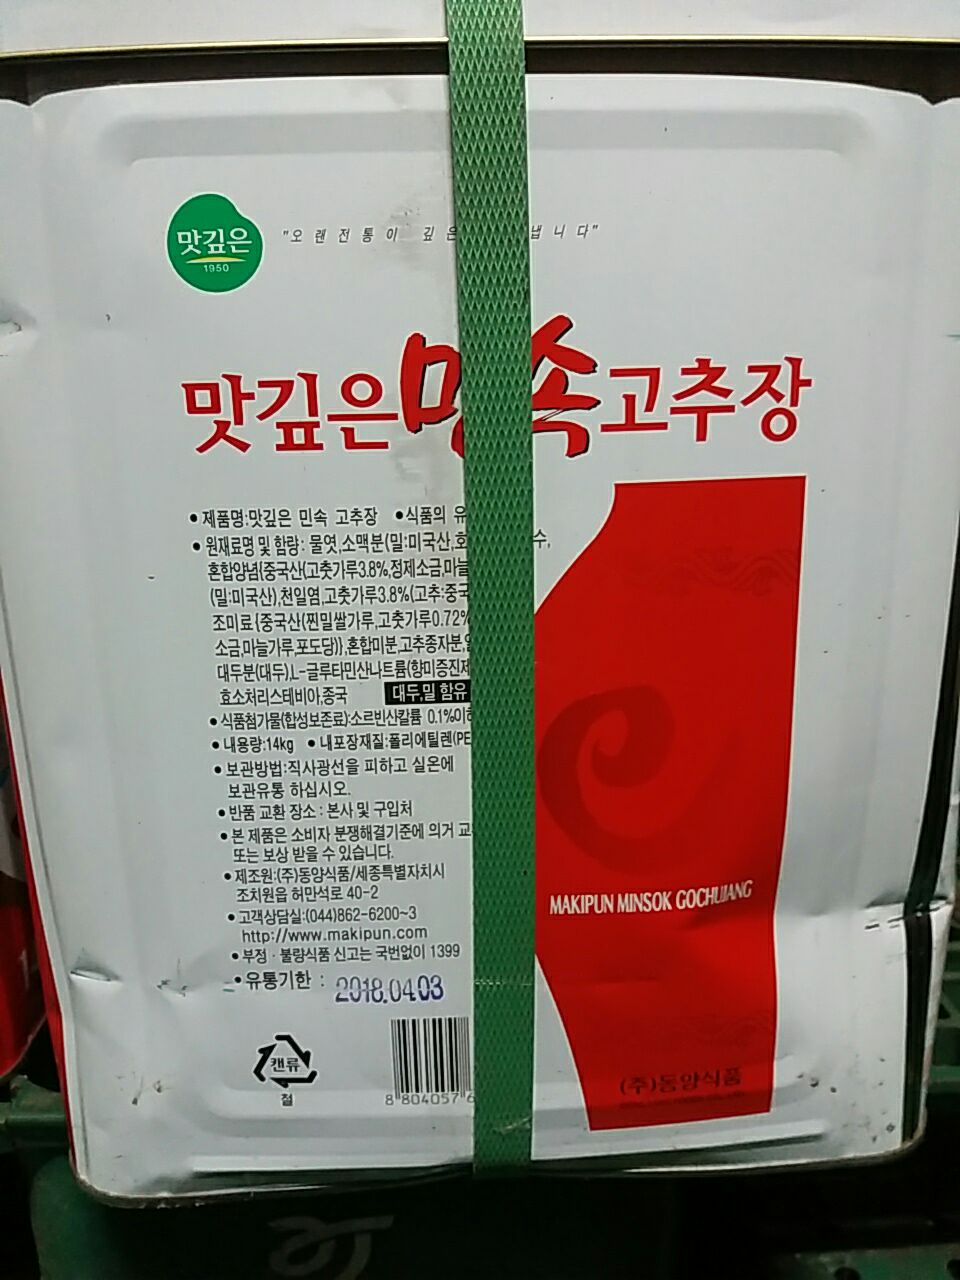 맛깊은
1950
"오랜전통이 깊은 냅니다"
맛깊은민속고추장
•제품명:맛깊은 민속 고추장 •식품의 유
•원재료명 및 함량: 물엿,소맥분(밀:미국산,호 수,
혼합양념{중국산(고춧가루3.8%,정제소금,마늘
(밀:미국산),천일염,고춧가루3.8%(고추:중국
조미료{중국산(찐밀쌀가루,고춧가루0.72%
소금,마늘가루,포도당)},혼합미분,고추종자분,
대두분(대두),L-글루타민산나트륨(향미증진제
효소처리스테비아,종국 대두,밀 함유
•식품첨가물(합성보존료):소르빈산칼륨 0.1%이하
•내용량:14kg •내포장재질:폴리에틸렌(PE
•보관방법:직사광선을 피하고 실온에
보관유통 하십시오.
•반품 교환 장소 : 본사 및 구입처
•본 제품은 소비자 분쟁해결기준에 의거 교
또는 보상 받을 수 있습니다.
•제조원:(주)동양식품/세종특별자치시
조치원읍 허만석로 40-2
•고객상담실:(044)862-6200~3
http://www.makipun.com
•부정·불량식품 신고는 국번없이 1399
•유통기한 : 2018.04.03
MAKIPUN MINSOK GOCHUJANG
캔류
철
8 804057 6
(주)동양식품